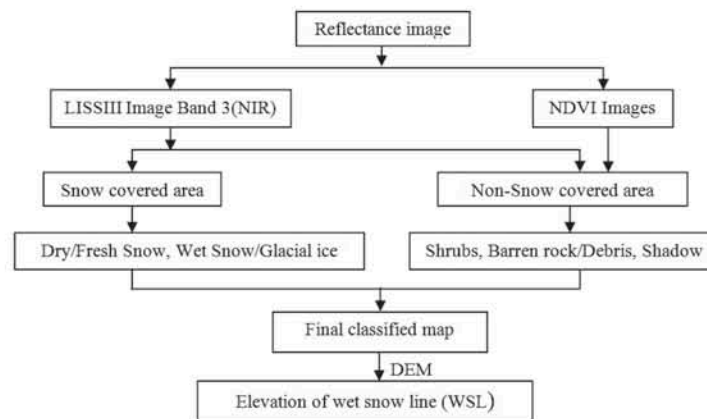 Reflectance image
LISSIII Image Band 3(NIR)
NDVI Images
Snow covered area
Non-Snow covered area
Dry/Fresh Snow, Wet Snow/Glacial ice
Shrubs, Barren rock/Debris, Shadow
Final classified map
DEM
Elevation of wet snow line (WSL)